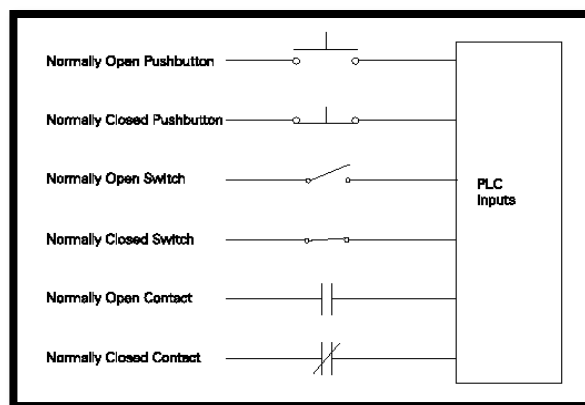 Normally Open Pushbutton
Normally Closed Pushbutton
Normally Open Switch
PLC
Inputs
Normally Closed Switch
Normally Open Contact
Normally Closed Contact